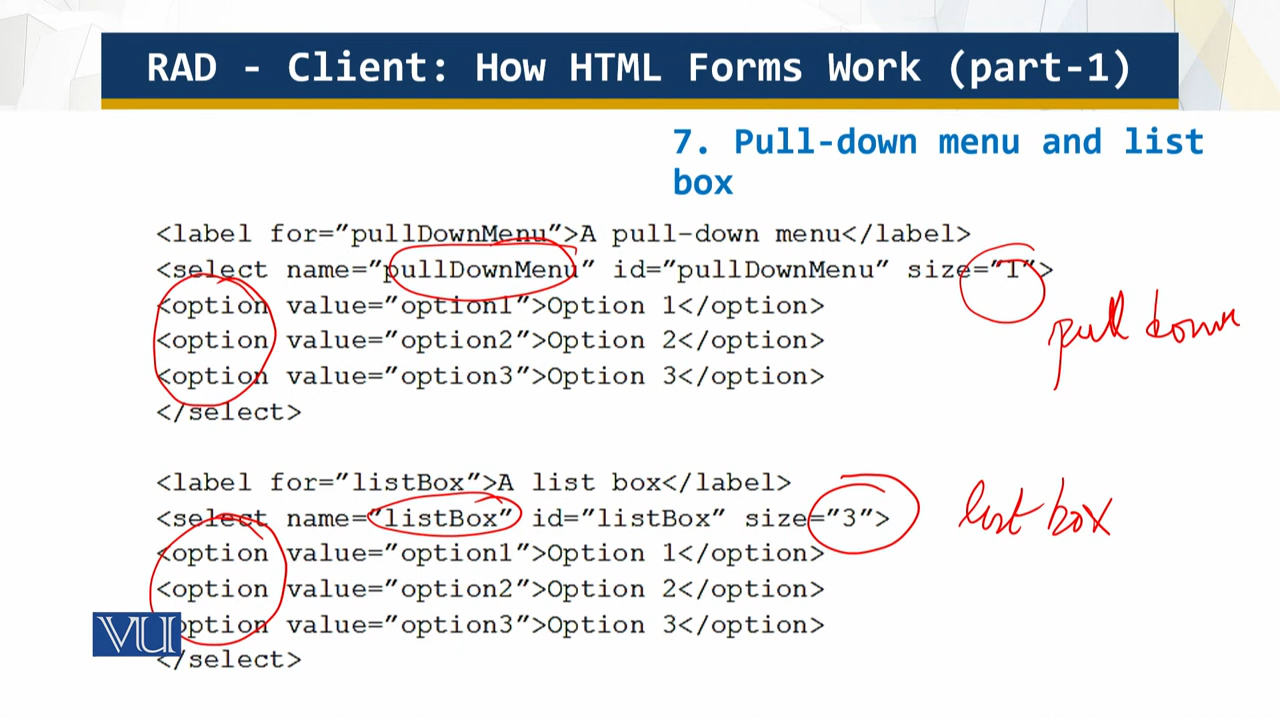 RAD - Client: How HTML Forms Work (part-1)
7. Pull-down menu and list
box
<label for=”pullDownMenu”>A pull-down menu</label>
<select name=”pullDownMenu” id=”pullDownMenu” size=”1”>
<option value=”option1”>Option 1</option>
<option value=”option2”>Option 2</option>
pull down
<option value=”option3”>Option 3</option>
</select>
<label for=”listBox”>A list box</label>
<select name=”listBox” id=”listBox” size=”3”>
list box
<option value=”option1”>Option 1</option>
<option value=”option2”>Option 2</option>
<option value=”option3”>Option 3</option>
VU
</select>